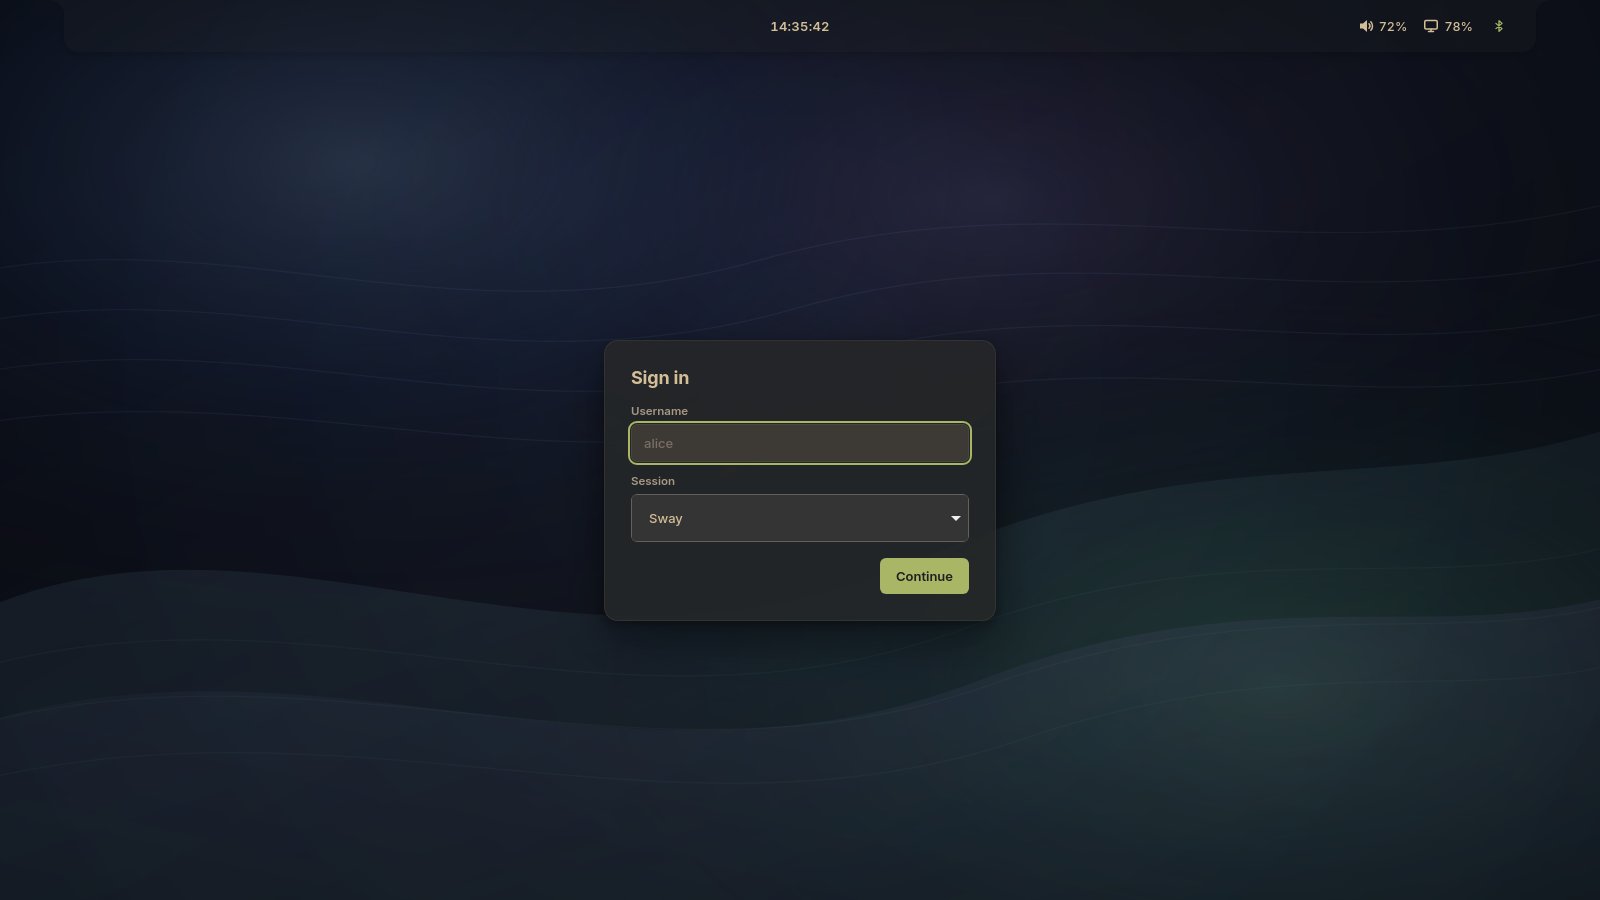 14:35:42
72% 78%
Sign in
Username
alice
Session
Sway
Continue